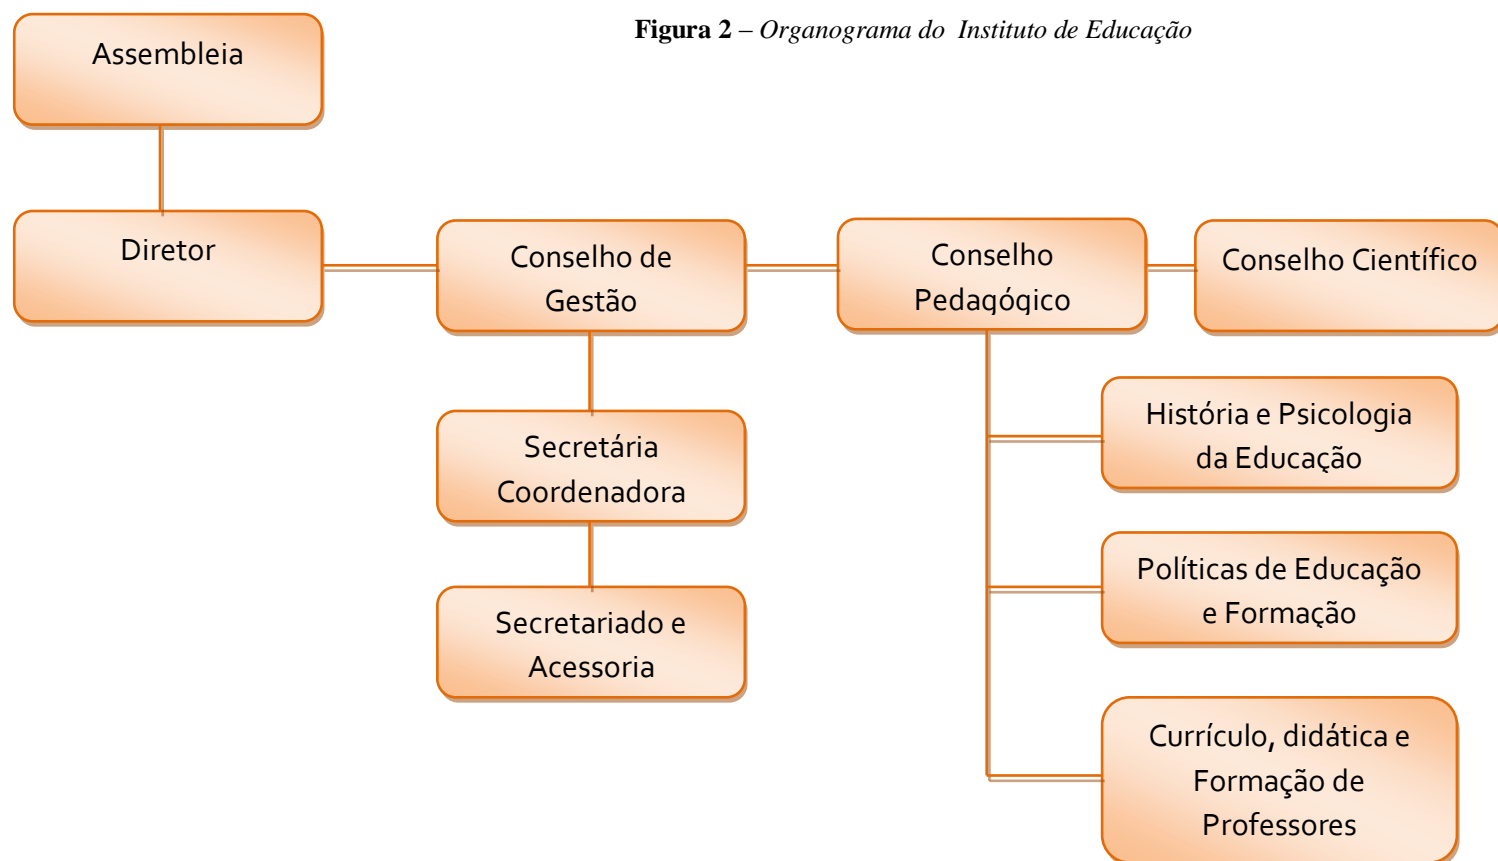 Figura 2 – Organograma do Instituto de Educação
Assembleia
Diretor
Conselho de
Gestão
Conselho
Pedagógico
Conselho Científico
Secretária
Coordenadora
Secretariado e
Acessoria
História e Psicologia
da Educação
Políticas de Educação
e Formação
Currículo, didática e
Formação de
Professores